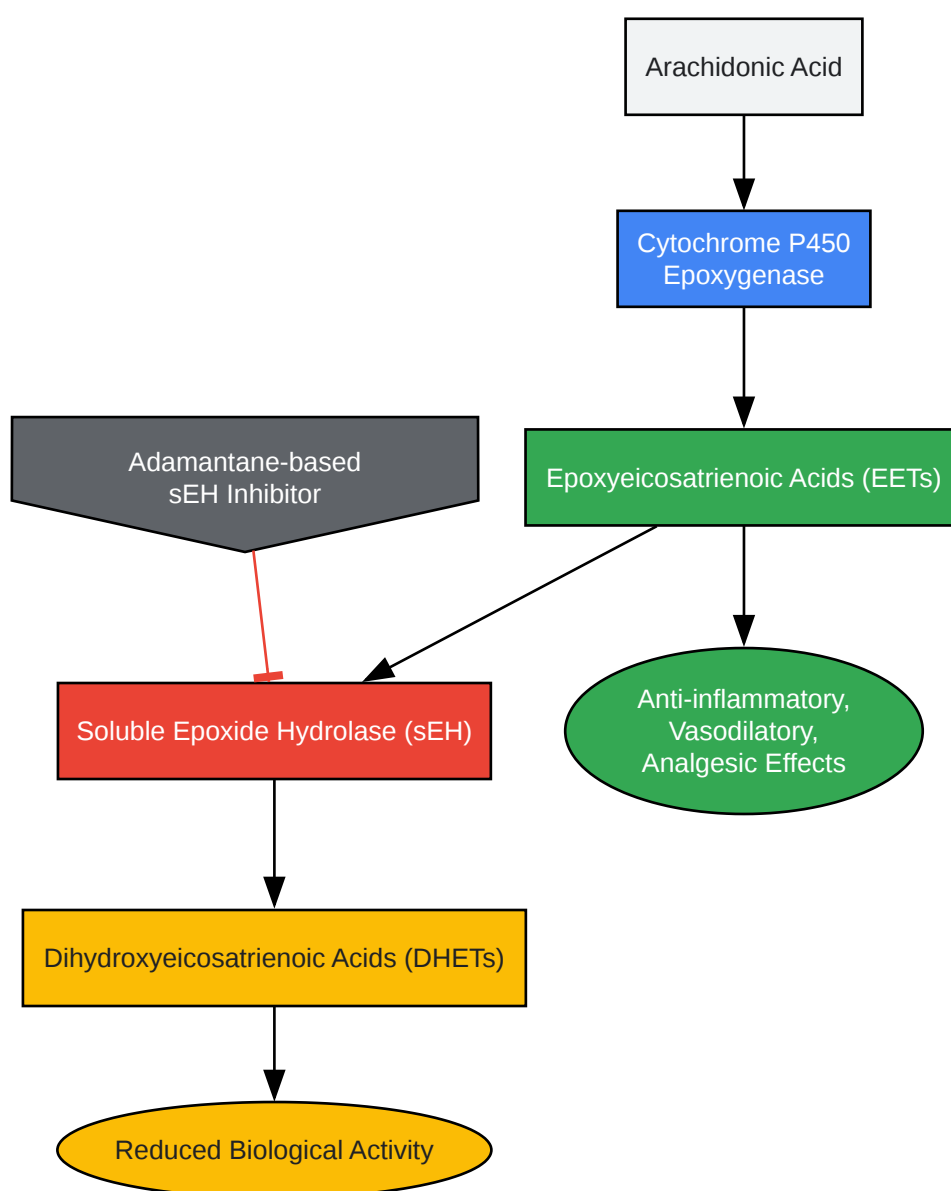 Arachidonic Acid
Cytochrome P450
Epoxygenase
Adamantane-based
sEH Inhibitor
Epoxyeicosatrienoic Acids (EETs)
Soluble Epoxide Hydrolase (sEH)
Anti-inflammatory,
Vasodilatory,
Analgesic Effects
Dihydroxyeicosatrienoic Acids (DHETs)
Reduced Biological Activity